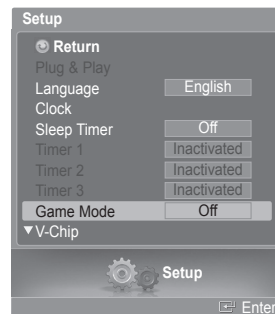 Setup
Return
Plug & Play
Language English
Clock
Sleep Timer Off
Timer 1 Inactivated
Timer 2 Inactivated
Timer 3 Inactivated
Game Mode Off
▼V-Chip
Setup
Enter